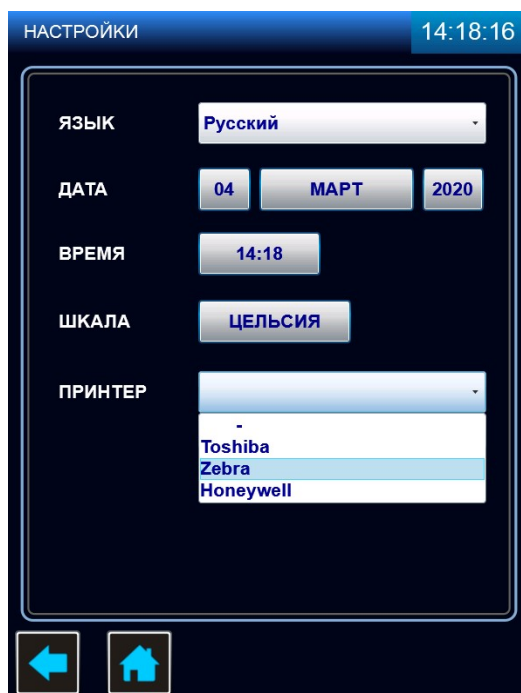 НАСТРОЙКИ 14:18:16
ЯЗЫК Русский
ДАТА 04 МАРТ 2020
ВРЕМЯ 14:18
ШКАЛА ЦЕЛЬСИЯ
ПРИНТЕР
-
Toshiba
Zebra
Honeywell